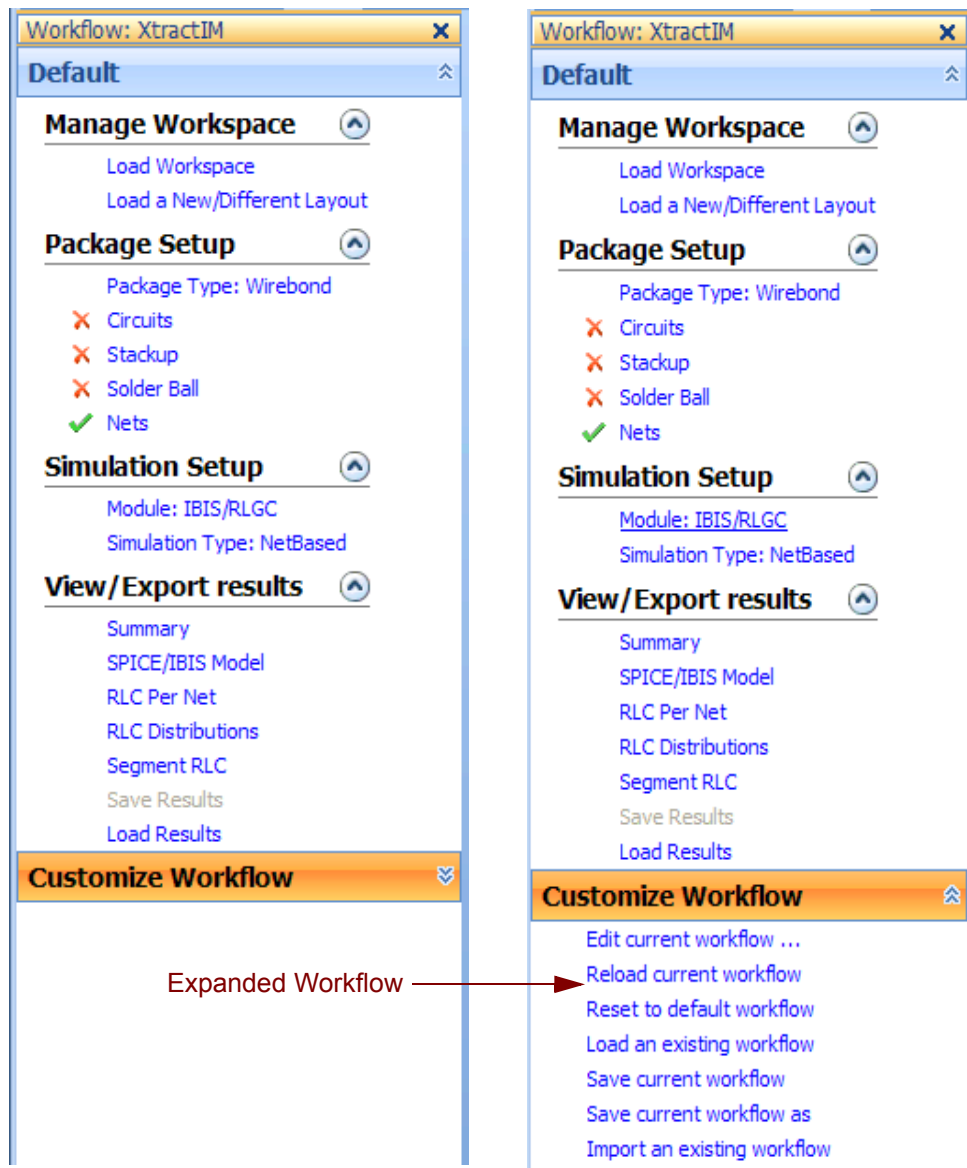 Workflow: XtractIM
Default
Manage Workspace
Load Workspace
Load a New/Different Layout
Package Setup
Package Type: Wirebond
Circuits
Stackup
Solder Ball
Nets
Simulation Setup
Module: IBIS/RLGC
Simulation Type: NetBased
View/Export results
Summary
SPICE/IBIS Model
RLC Per Net
RLC Distributions
Segment RLC
Save Results
Load Results
Customize Workflow
Expanded Workflow
Workflow: XtractIM
Default
Manage Workspace
Load Workspace
Load a New/Different Layout
Package Setup
Package Type: Wirebond
Circuits
Stackup
Solder Ball
Nets
Simulation Setup
Module: IBIS/RLGC
Simulation Type: NetBased
View/Export results
Summary
SPICE/IBIS Model
RLC Per Net
RLC Distributions
Segment RLC
Save Results
Load Results
Customize Workflow
Edit current workflow ...
Reload current workflow
Reset to default workflow
Load an existing workflow
Save current workflow
Save current workflow as
Import an existing workflow